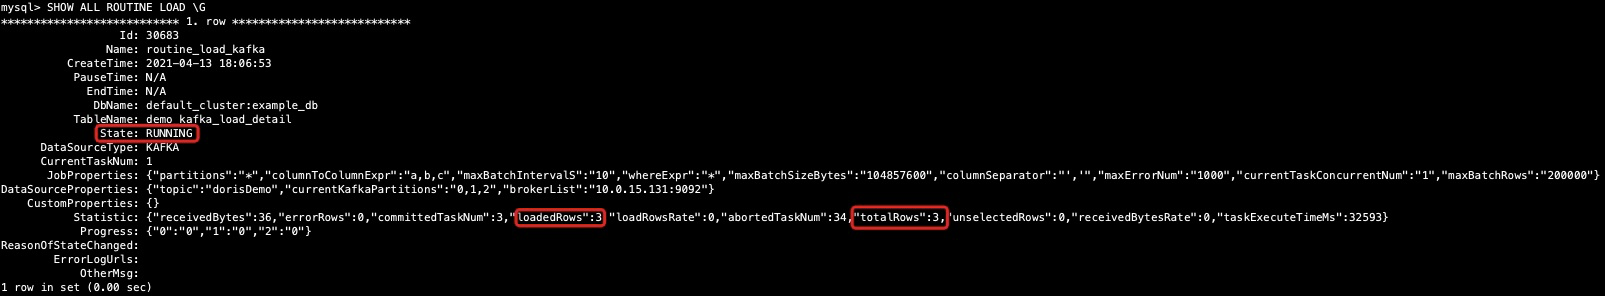 mysql> SHOW ALL ROUTINE LOAD \G
*************************** 1. row ***************************
Id: 30683
Name: routine_load_kafka
CreateTime: 2021-04-13 18:06:53
PauseTime: N/A
EndTime: N/A
DbName: default_cluster:example_db
TableName: demo_kafka_load_detail
State: RUNNING
DataSourceType: KAFKA
CurrentTaskNum: 1
JobProperties: {"partitions":"*","columnToColumnExpr":"a,b,c","maxBatchIntervalS":"10","whereExpr":"*","maxBatchSizeBytes":"104857600","columnSeparator":"','","maxErrorNum":"1000","currentTaskConcurrentNum":"1","maxBatchRows":"200000"}
DataSourceProperties: {"topic":"dorisDemo","currentKafkaPartitions":"0,1,2","brokerList":"10.0.15.131:9092"}
CustomProperties: {}
Statistic: {"receivedBytes":36,"errorRows":0,"committedTaskNum":3,"loadedRows":3 "loadRowsRate":0,"abortedTaskNum":34,"totalRows":3,"unselectedRows":0,"receivedBytesRate":0,"taskExecuteTimeMs":32593}
Progress: {"0":"0","1":"0","2":"0"}
ReasonOfStateChanged:
ErrorLogUrls:
OtherMsg:
1 row in set (0.00 sec)